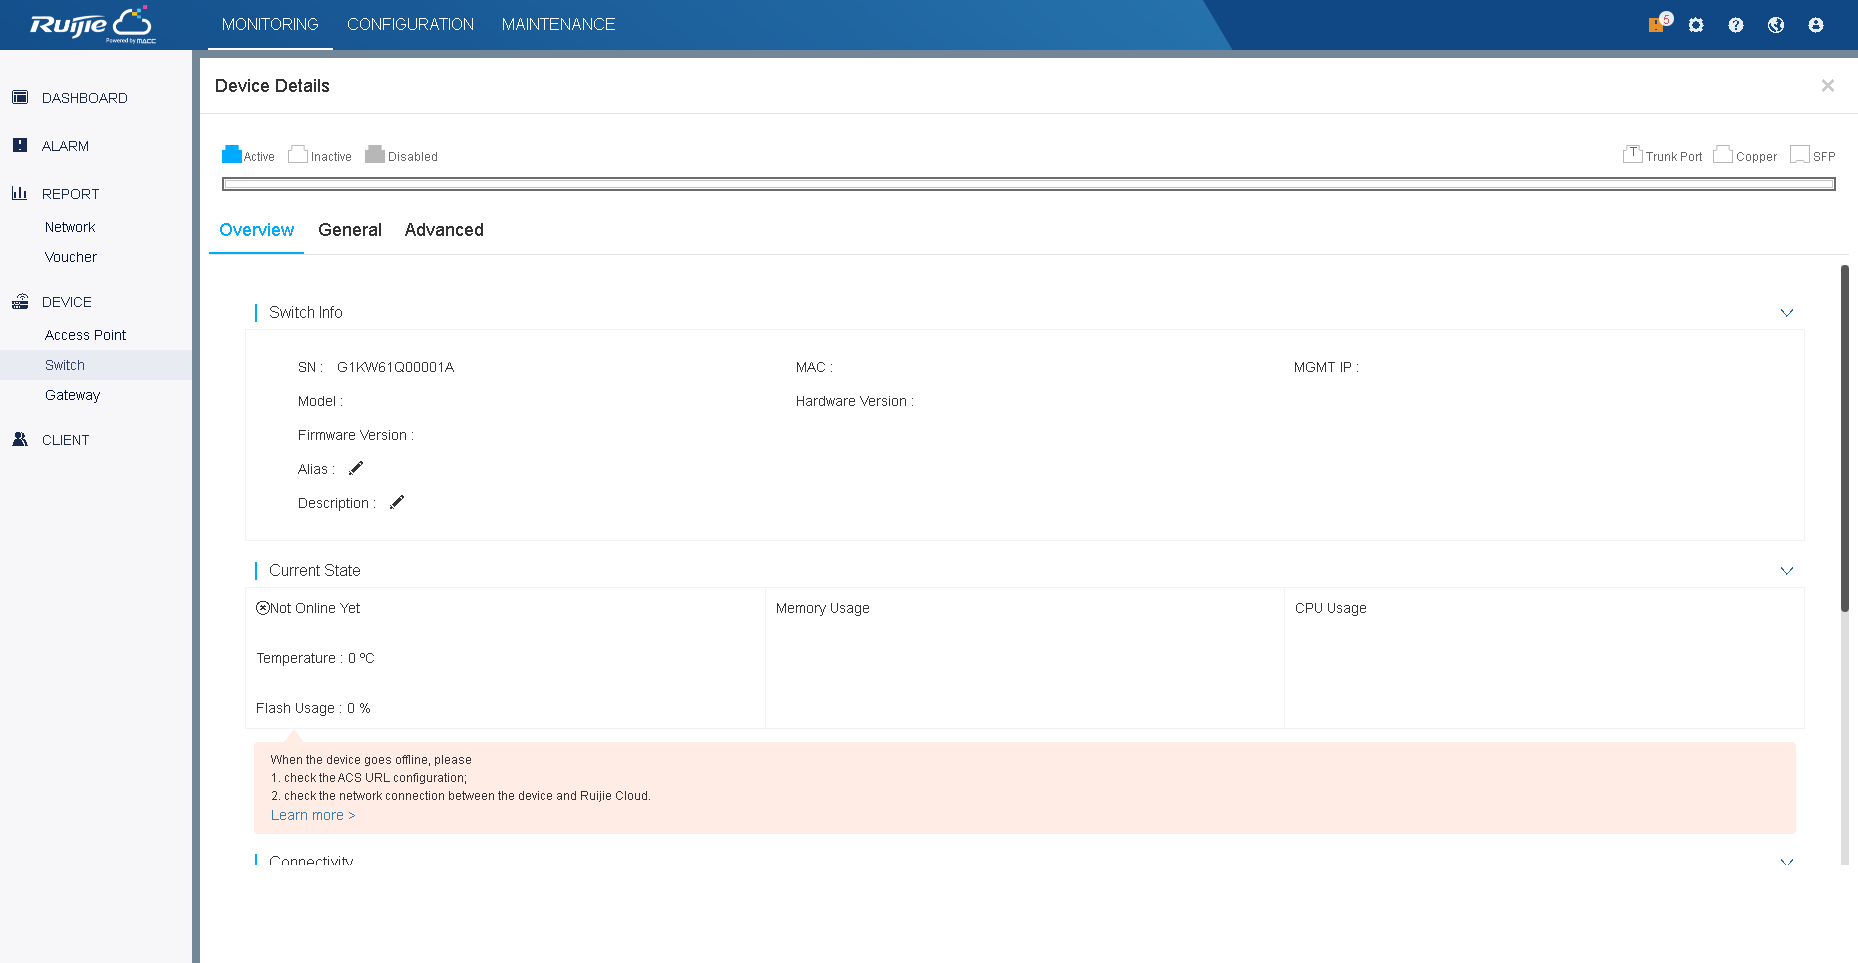 Ruijie
Powered by MACC
MONITORING CONFIGURATION MAINTENANCE
5
DASHBOARD
ALARM
REPORT
Network
Voucher
DEVICE
Access Point
Switch
Gateway
CLIENT
Device Details
Active Inactive Disabled
T Trunk Port Copper SFP
Overview General Advanced
Switch Info
SN : G1KW61Q00001A MAC : MGMT IP :
Model : Hardware Version :
Firmware Version :
Alias :
Description :
Current State
Not Online Yet Memory Usage CPU Usage
Temperature : 0 ºC
Flash Usage : 0 %
When the device goes offline, please
1. check the ACS URL configuration;
2. check the network connection between the device and Ruijie Cloud.
Learn more >
Connectivity